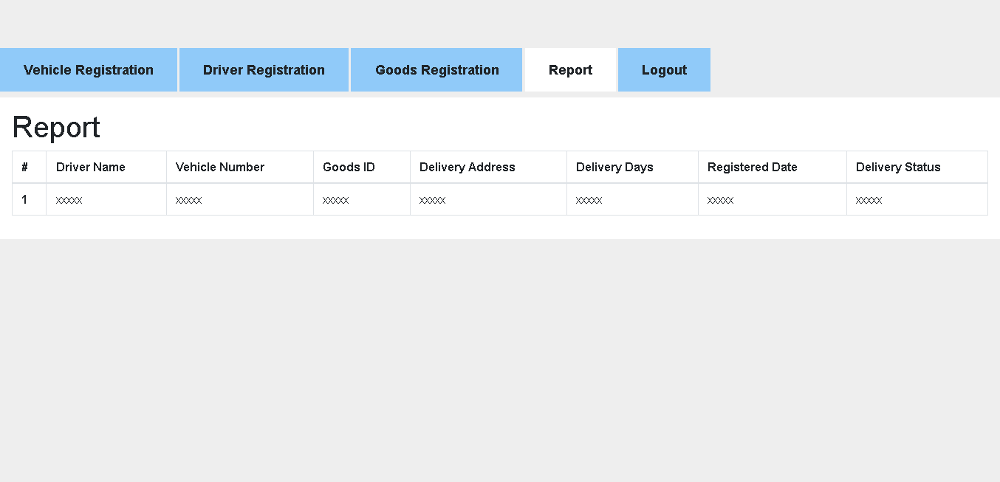 Vehicle Registration Driver Registration Goods Registration Report Logout
Report
# Driver Name Vehicle Number Goods ID Delivery Address Delivery Days Registered Date Delivery Status
1 xxxxx xxxxx xxxxx xxxxx xxxxx xxxxx xxxxx